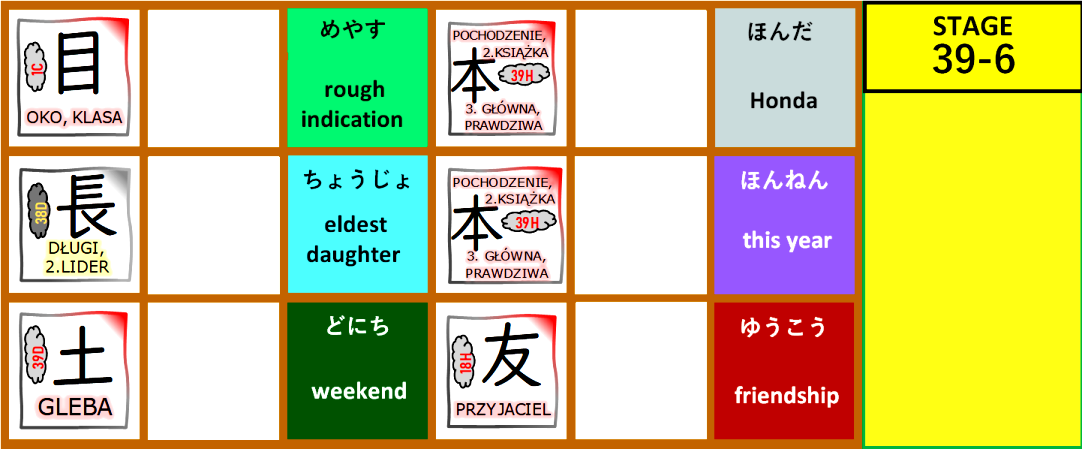 目
1C
OKO, KLASA
めやす
rough
indication
POCHODZENIE,
2.KSIĄŻKA
本
39H
3. GŁÓWNA,
PRAWDZIWA
ほんだ
Honda
STAGE
39-6
長
38D
DŁUGI,
2.LIDER
ちょうじょ
eldest
daughter
POCHODZENIE,
2.KSIĄŻKA
本
39H
3. GŁÓWNA,
PRAWDZIWA
ほんねん
this year
土
39D
GLEBA
どにち
weekend
友
18H
PRZYJACIEL
ゆうこう
friendship